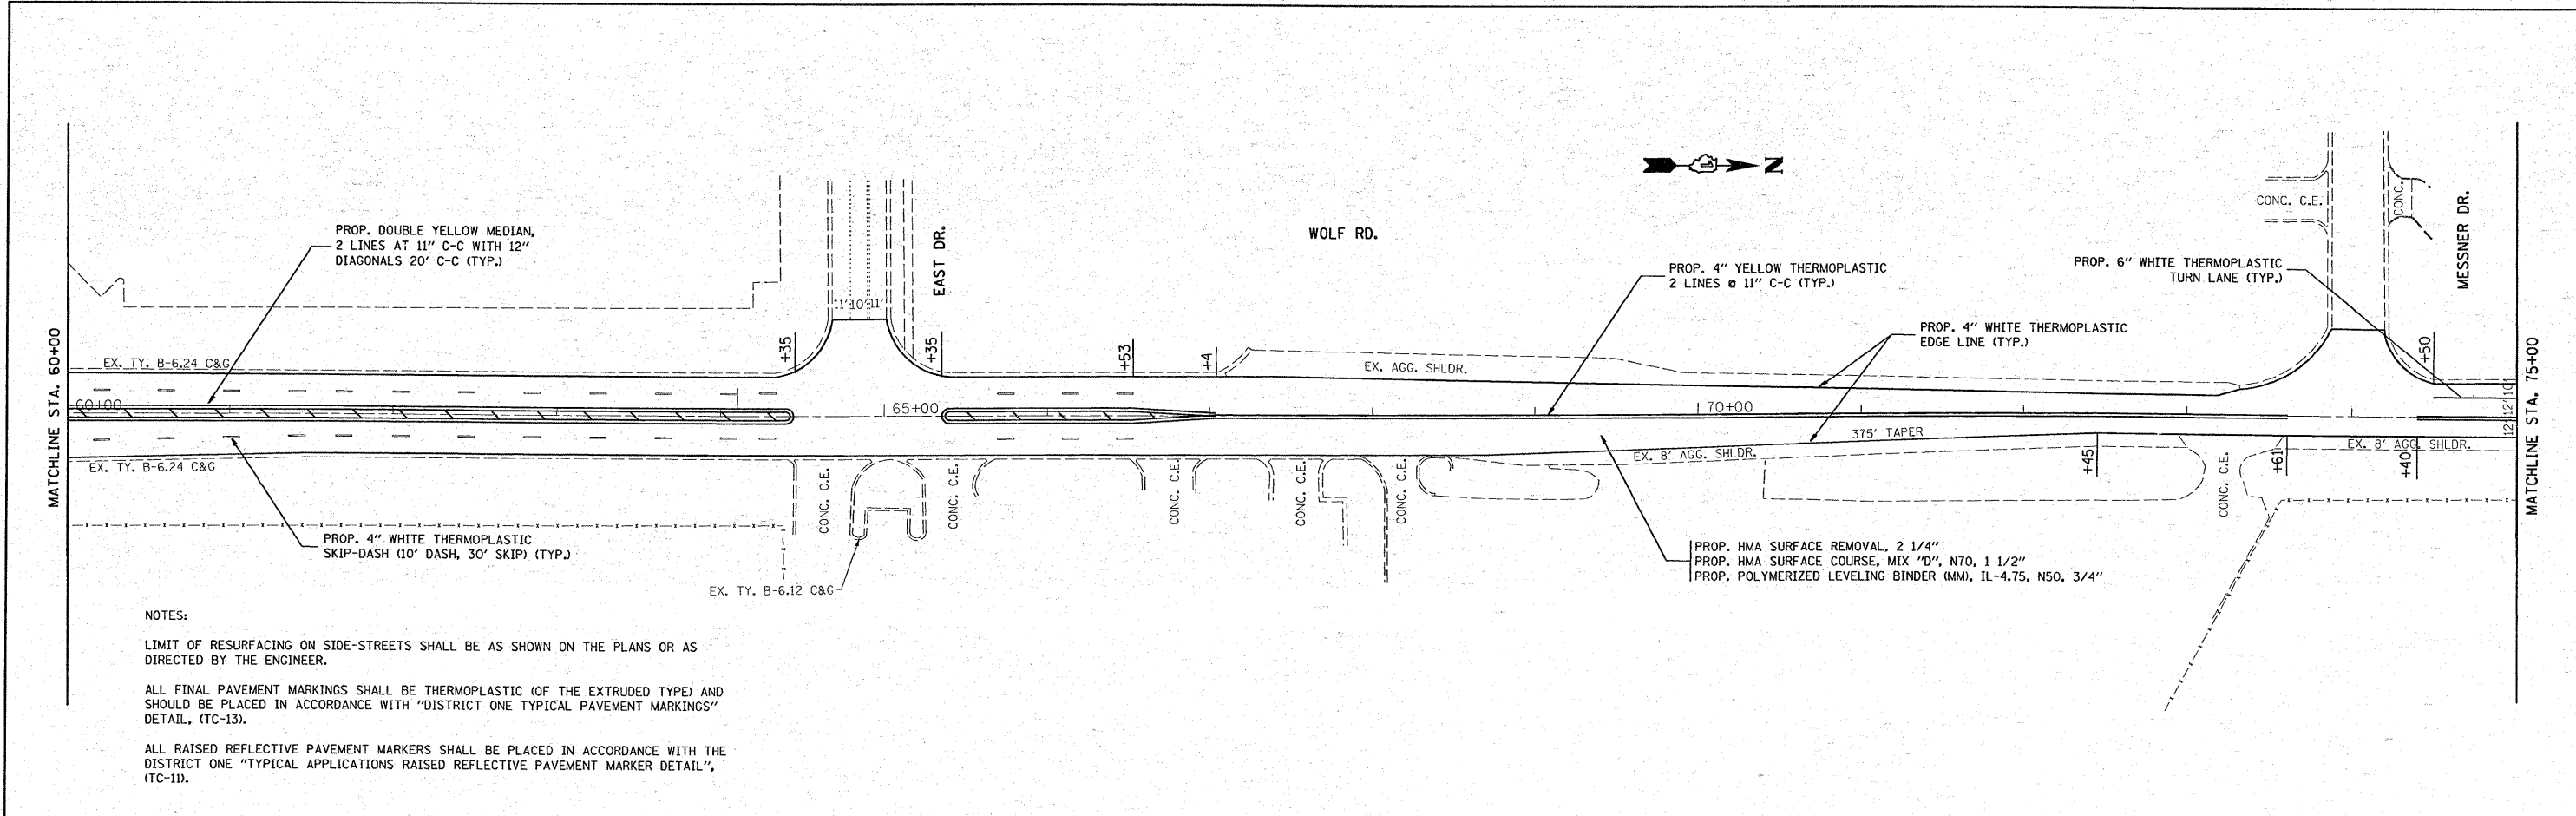 N
PROP. DOUBLE YELLOW MEDIAN,
2 LINES AT 11" C-C WITH 12"
DIAGONALS 20' C-C (TYP.)
EAST DR.
WOLF RD.
PROP. 4" YELLOW THERMOPLASTIC
2 LINES @ 11" C-C (TYP.)
PROP. 6" WHITE THERMOPLASTIC
TURN LANE (TYP.)
CONC. C.E.
CONC.
MESSNER DR.
11' 10' 11'
PROP. 4" WHITE THERMOPLASTIC
EDGE LINE (TYP.)
MATCHLINE STA. 60+00
EX. TY. B-6.24 C&G
+35
+35
+53
+4
EX. AGG. SHLDR.
+50
10
12
12
MATCHLINE STA. 75+00
60+00
65+00
70+00
375' TAPER
EX. TY. B-6.24 C&G
EX. 8' AGG. SHLDR.
+45
+61
+40
EX. 8' AGG. SHLDR.
CONC. C.E.
CONC. C.E.
CONC. C.E.
CONC. C.E.
CONC. C.E.
CONC. C.E.
PROP. 4" WHITE THERMOPLASTIC
SKIP-DASH (10' DASH, 30' SKIP) (TYP.)
EX. TY. B-6.12 C&G
PROP. HMA SURFACE REMOVAL, 2 1/4"
PROP. HMA SURFACE COURSE, MIX "D", N70, 1 1/2"
PROP. POLYMERIZED LEVELING BINDER (MM), IL-4.75, N50, 3/4"
NOTES:
LIMIT OF RESURFACING ON SIDE-STREETS SHALL BE AS SHOWN ON THE PLANS OR AS
DIRECTED BY THE ENGINEER.
ALL FINAL PAVEMENT MARKINGS SHALL BE THERMOPLASTIC (OF THE EXTRUDED TYPE) AND
SHOULD BE PLACED IN ACCORDANCE WITH "DISTRICT ONE TYPICAL PAVEMENT MARKINGS"
DETAIL, (TC-13).
ALL RAISED REFLECTIVE PAVEMENT MARKERS SHALL BE PLACED IN ACCORDANCE WITH THE
DISTRICT ONE "TYPICAL APPLICATIONS RAISED REFLECTIVE PAVEMENT MARKER DETAIL",
(TC-11).